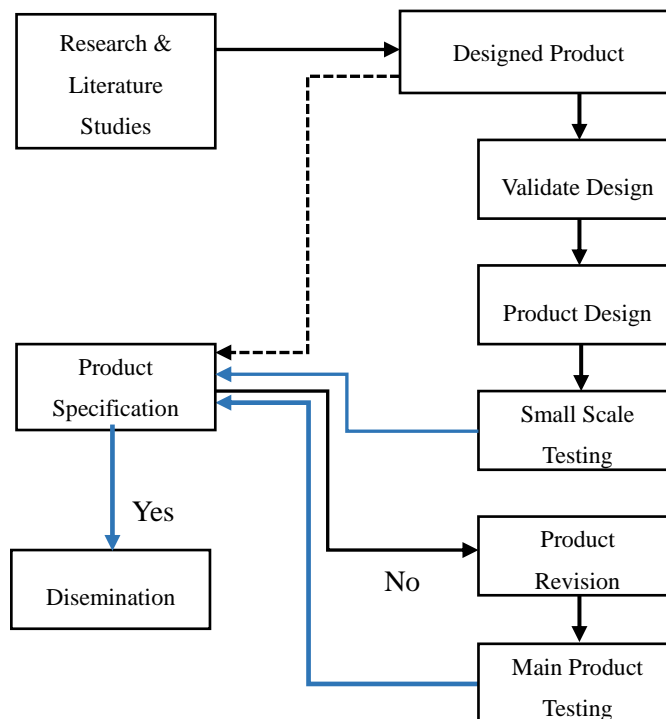 Research &
Literature
Studies
Designed Product
Validate Design
Product Design
Product
Specification
Small Scale
Testing
Yes
No
Product
Revision
Disemination
Main Product
Testing